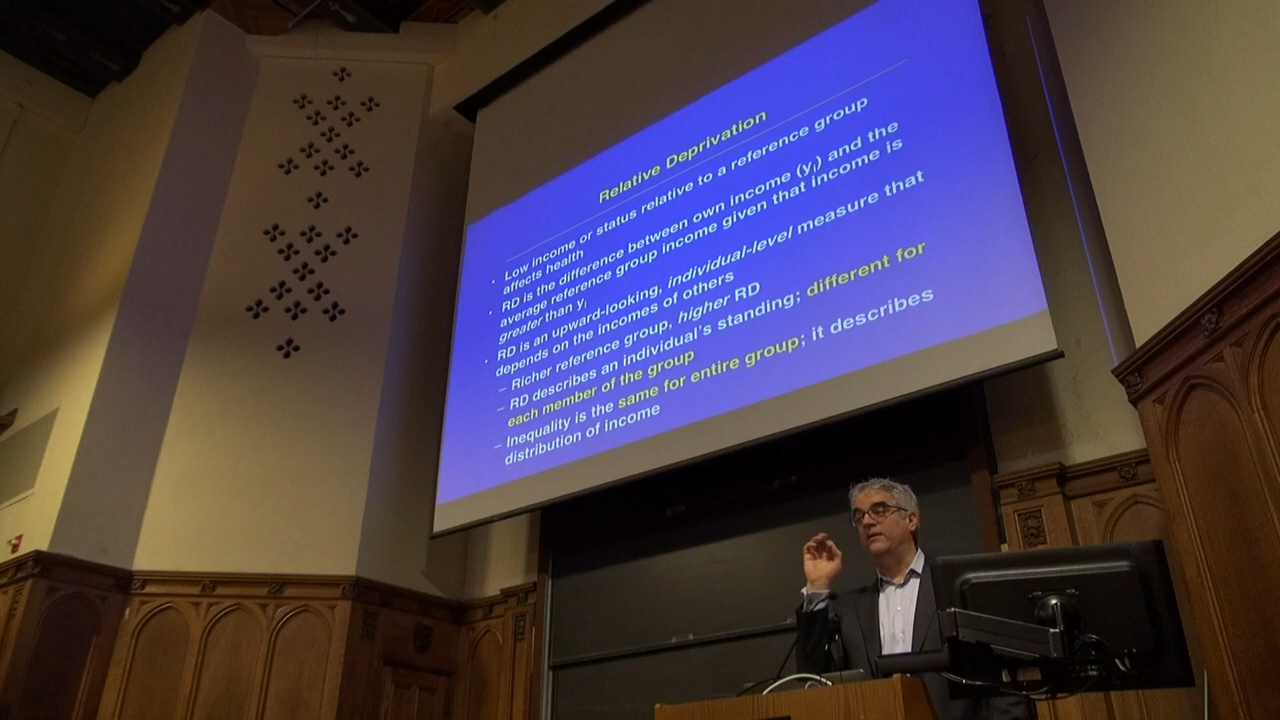 Relative Deprivation
• Low income or status relative to a reference group
affects health
• RD is the difference between own income (yi) and the
average reference group income given that income is
greater than yi
• RD is an upward-looking, individual-level measure that
depends on the incomes of others
– Richer reference group, higher RD
– RD describes an individual's standing; different for
each member of the group
– Inequality is the same for entire group; it describes
distribution of income